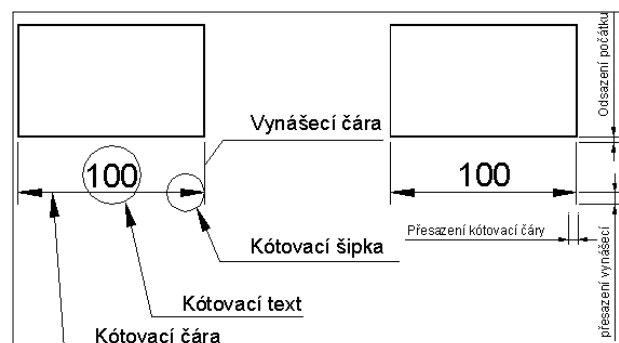 Odsazení počátku
Vynášecí čára
100
100
Přesazení kótovací čáry
Kótovací šipka
přesazení vynášecí
Kótovací text
Kótovací čára